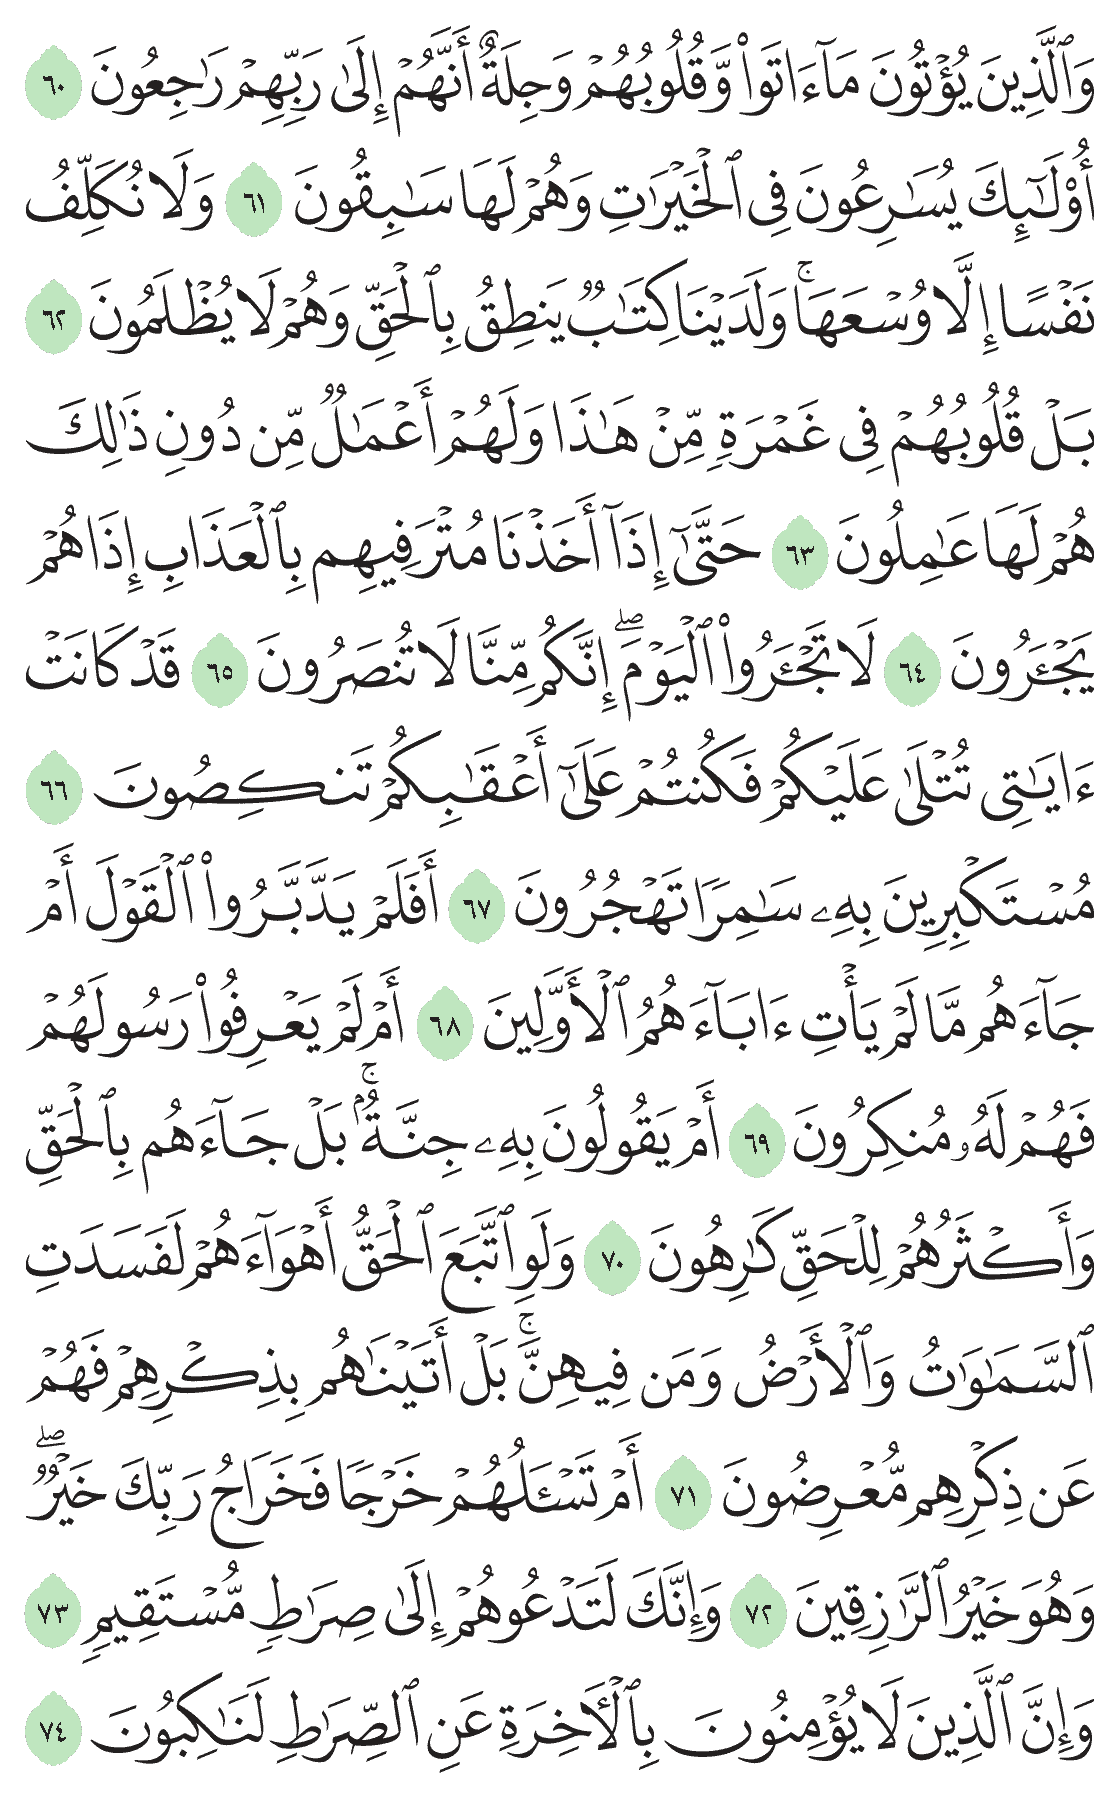 وَٱلَّذِينَ يُؤْتُونَ مَآ ءَاتَوا۟ وَّقُلُوبُهُمْ وَجِلَةٌ أَنَّهُمْ إِلَىٰ رَبِّهِمْ رَٰجِعُونَ ٦٠
أُو۟لَـٰٓئِكَ يُسَـٰرِعُونَ فِى ٱلْخَيْرَٰتِ وَهُمْ لَهَا سَـٰبِقُونَ ٦١ وَلَا نُكَلِّفُ
نَفْسًا إِلَّا وُسْعَهَا ۚ وَلَدَيْنَا كِتَـٰبٌ يَنطِقُ بِٱلْحَقِّ وَهُمْ لَا يُظْلَمُونَ ٦٢
بَلْ قُلُوبُهُمْ فِى غَمْرَةٍ مِّنْ هَـٰذَا وَلَهُمْ أَعْمَـٰلٌ مِّن دُونِ ذَٰلِكَ
هُمْ لَهَا عَـٰمِلُونَ ٦٣ حَتَّىٰٓ إِذَآ أَخَذْنَا مُتْرَفِيهِم بِٱلْعَذَابِ إِذَا هُمْ
يَجْـَٔرُونَ ٦٤ لَا تَجْـَٔرُوا۟ ٱلْيَوْمَ ۖ إِنَّكُم مِّنَّا لَا تُنصَرُونَ ٦٥ قَدْ كَانَتْ
ءَايَـٰتِى تُتْلَىٰ عَلَيْكُمْ فَكُنتُمْ عَلَىٰٓ أَعْقَـٰبِكُمْ تَنكِصُونَ ٦٦
مُسْتَكْبِرِينَ بِهِۦ سَـٰمِرًا تَهْجُرُونَ ٦٧ أَفَلَمْ يَدَّبَّرُوا۟ ٱلْقَوْلَ أَمْ
جَآءَهُم مَّا لَمْ يَأْتِ ءَابَآءَهُمُ ٱلْأَوَّلِينَ ٦٨ أَمْ لَمْ يَعْرِفُوا۟ رَسُولَهُمْ
فَهُمْ لَهُۥ مُنكِرُونَ ٦٩ أَمْ يَقُولُونَ بِهِۦ جِنَّةٌۢ ۚ بَلْ جَآءَهُم بِٱلْحَقِّ
وَأَكْثَرُهُمْ لِلْحَقِّ كَـٰرِهُونَ ٧٠ وَلَوِ ٱتَّبَعَ ٱلْحَقُّ أَهْوَآءَهُمْ لَفَسَدَتِ
ٱلسَّمَـٰوَٰتُ وَٱلْأَرْضُ وَمَن فِيهِنَّ ۚ بَلْ أَتَيْنَـٰهُم بِذِكْرِهِمْ فَهُمْ
عَن ذِكْرِهِم مُّعْرِضُونَ ٧١ أَمْ تَسْـَٔلُهُمْ خَرْجًا فَخَرَاجُ رَبِّكَ خَيْرٌ ۖ
وَهُوَ خَيْرُ ٱلرَّٰزِقِينَ ٧٢ وَإِنَّكَ لَتَدْعُوهُمْ إِلَىٰ صِرَٰطٍ مُّسْتَقِيمٍ ٧٣
وَإِنَّ ٱلَّذِينَ لَا يُؤْمِنُونَ بِٱلْـَٔاخِرَةِ عَنِ ٱلصِّرَٰطِ لَنَـٰكِبُونَ ٧٤